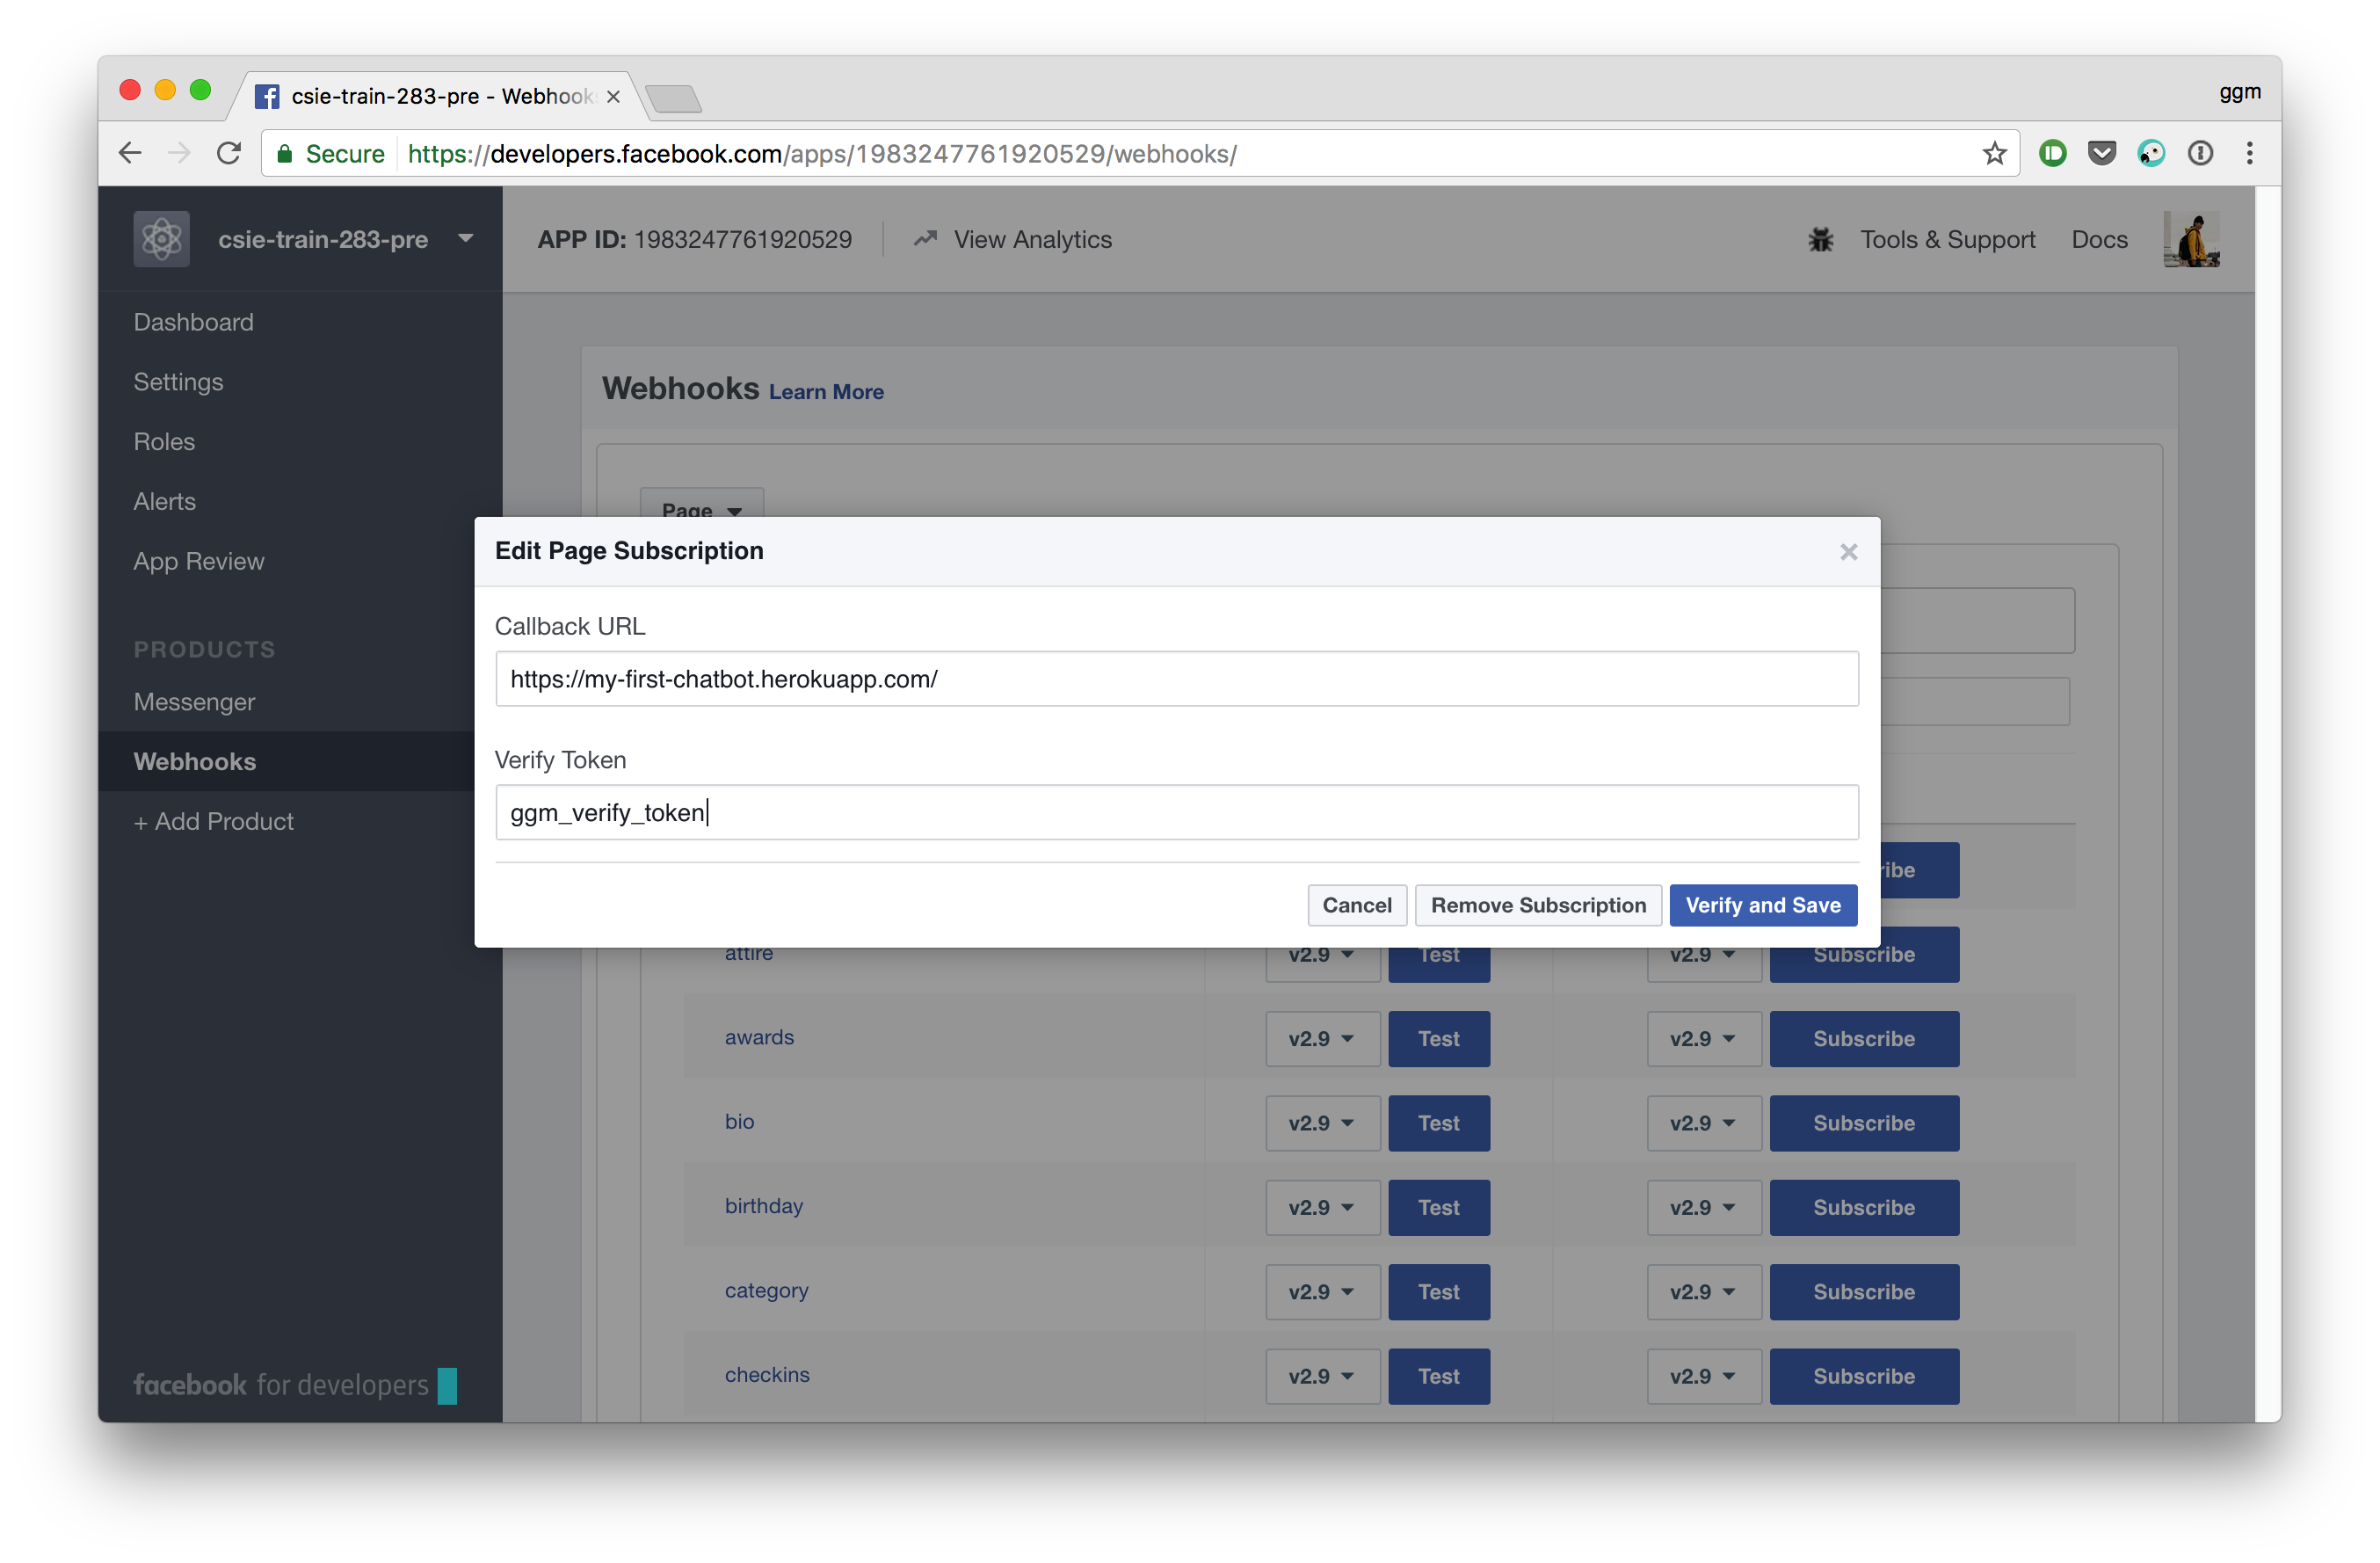 csie-train-283-pre - Webhook
ggm
Secure
https://developers.facebook.com/apps/1983247761920529/webhooks/
csie-train-283-pre
APP ID: 1983247761920529
View Analytics
Tools & Support
Docs
Dashboard
Settings
Roles
Alerts
App Review
PRODUCTS
Messenger
Webhooks
+ Add Product
facebook for developers
Webhooks Learn More
Page
Edit Page Subscription
Callback URL
https://my-first-chatbot.herokuapp.com/
Verify Token
ggm_verify_token
Cancel
Remove Subscription
Verify and Save
attire v2.9 Test v2.9 Subscribe
awards v2.9 Test v2.9 Subscribe
bio v2.9 Test v2.9 Subscribe
birthday v2.9 Test v2.9 Subscribe
category v2.9 Test v2.9 Subscribe
checkins v2.9 Test v2.9 Subscribe